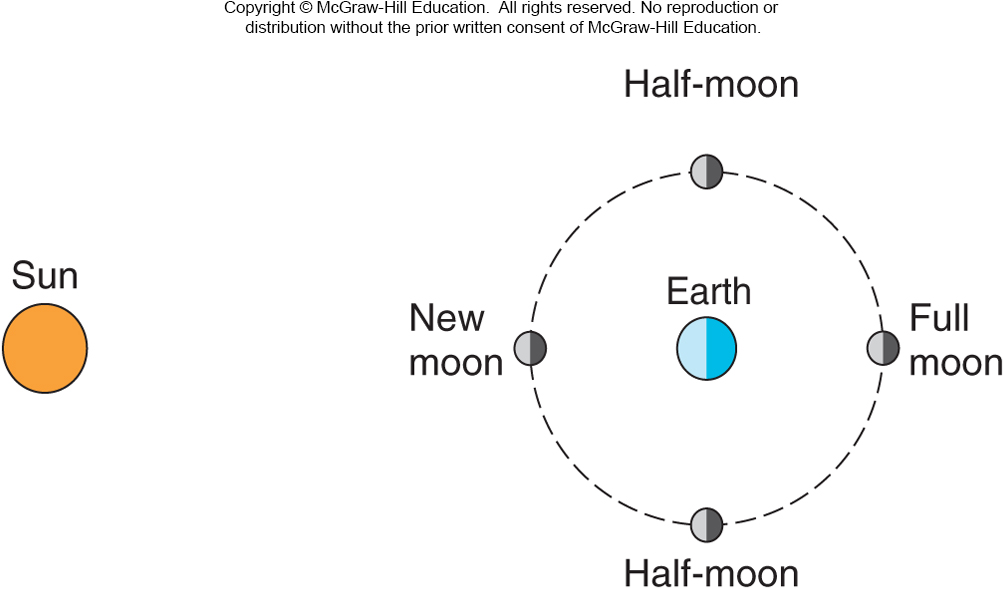 Copyright © McGraw-Hill Education.  All rights reserved. No reproduction or
distribution without the prior written consent of McGraw-Hill Education.
Half-moon
Sun
Earth
New
moon
Full
moon
Half-moon